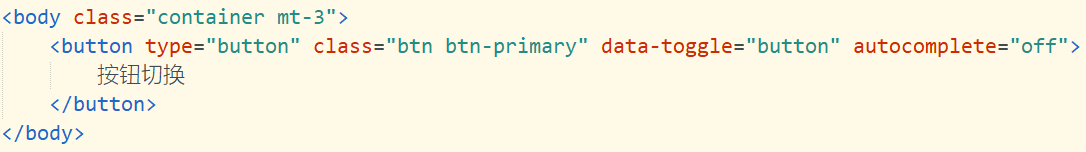 <body class="container mt-3">
<button type="button" class="btn btn-primary" data-toggle="button" autocomplete="off">
按钮切换
</button>
</body>